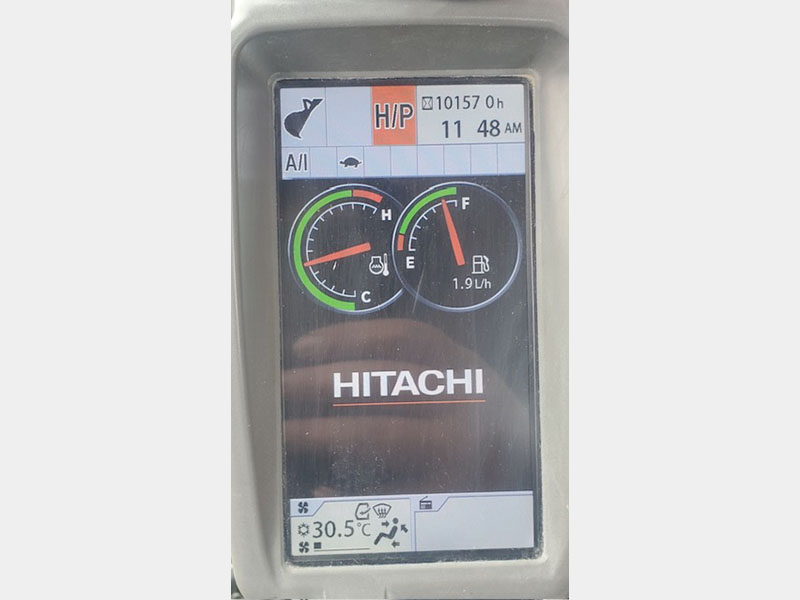 H/P
10157 0h
11 48 AM
A/I
H
C
F
E
1.9 L/h
HITACHI
30.5°C